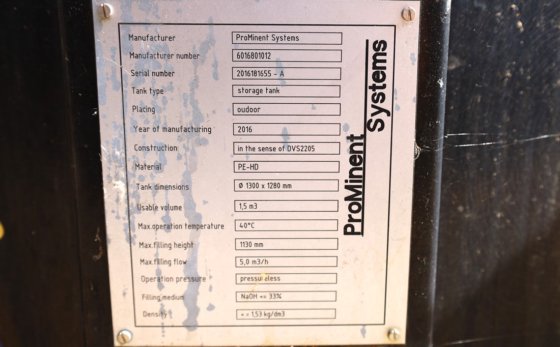 Manufacturer ProMinent Systems
Manufacturer number 6016801012
Serial number 2016181655 - A
Tank type storage tank
Placing oudoor
Year of manufacturing 2016
Construction in the sense of DVS2205
Material PE-HD
Tank dimensions Ø 1300 x 1280 mm
Usable volume 1,5 m3
Max.operation temperature 40°C
Max.filling height 1130 mm
Max.filling flow 5,0 m3/h
Operation pressure pressureless
Filling medium NaOH <= 33%
Density <= 1,53 kg/dm3
ProMinent
Systems